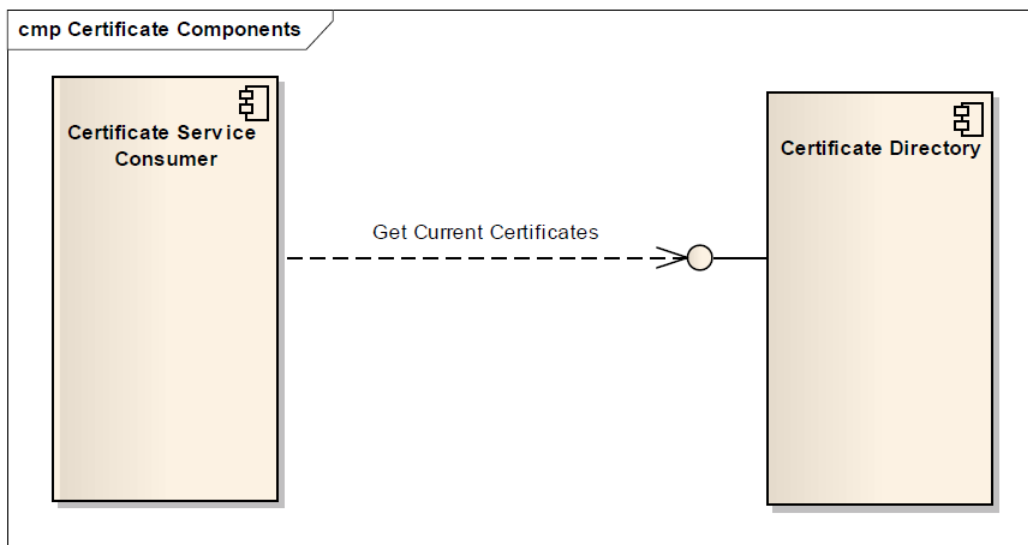 cmp Certificate Components
Certificate Service
Consumer
Certificate Directory
Get Current Certificates